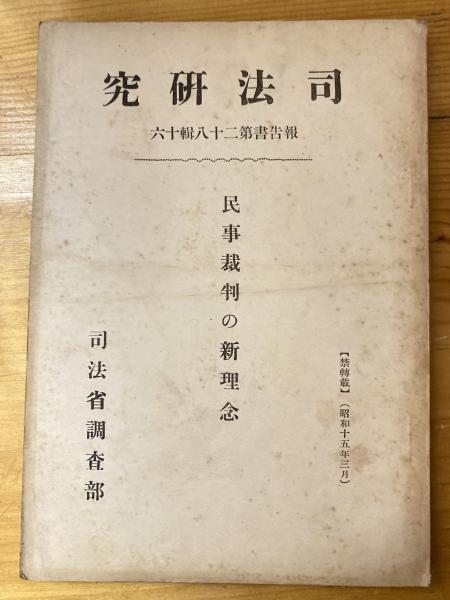 司法研究
報告書第二十八輯十六
【禁轉載】（昭和十五年三月）
民事裁判の新理念
司法省調査部